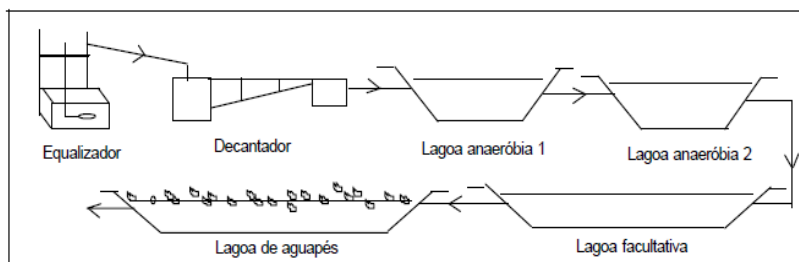 Equalizador
Decantador
Lagoa anaeróbia 1
Lagoa anaeróbia 2
Lagoa de aguapés
Lagoa facultativa